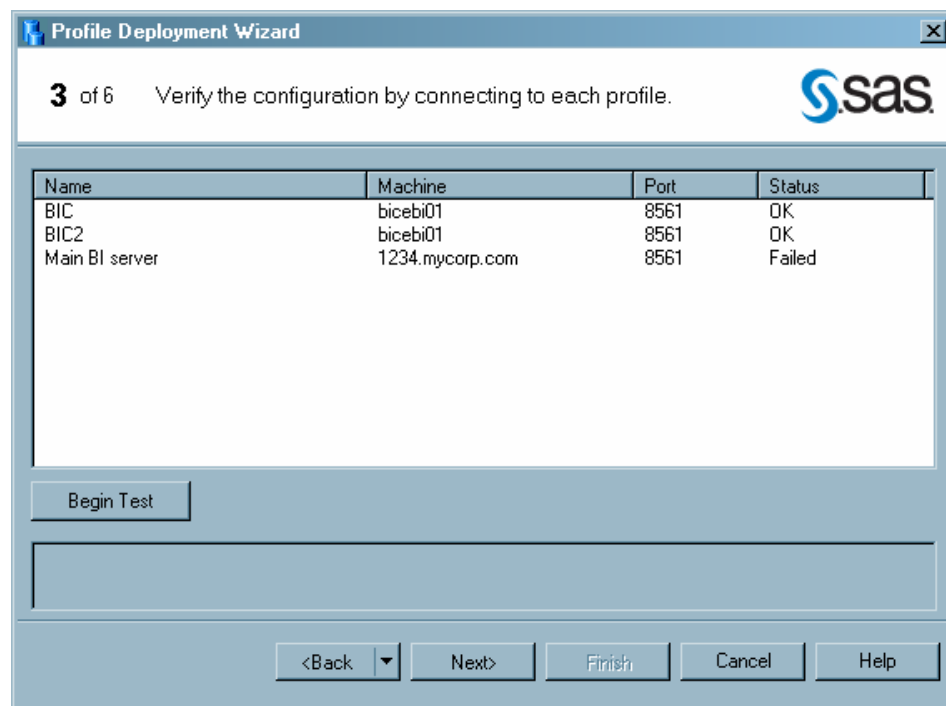 Profile Deployment Wizard
3 of 6 Verify the configuration by connecting to each profile.
sas
Name Machine Port Status
BIC bicebi01 8561 OK
BIC2 bicebi01 8561 OK
Main BI server 1234.mycorp.com 8561 Failed
Begin Test
<Back Next> Finish Cancel Help